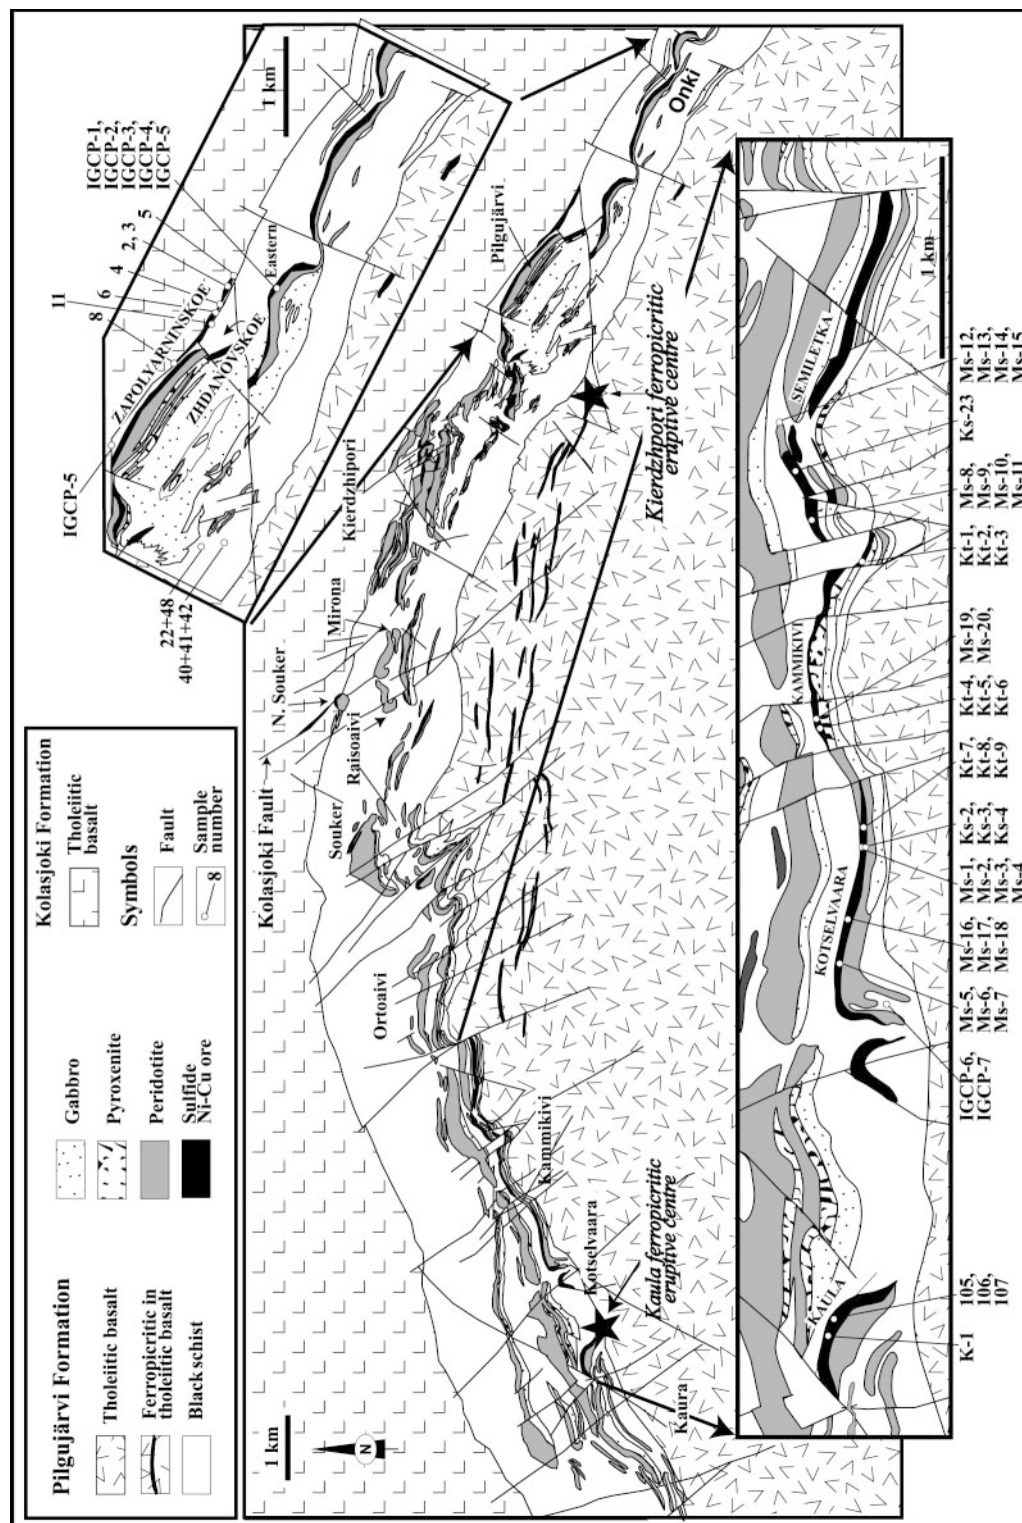 Pilgujärvi Formation
Tholeiitic basalt
Ferropicritic in
tholeiitic basalt
Black schist
Gabbro
Pyroxenite
Peridotite
Sulfide
Ni-Cu ore
Kolasjoki Formation
Tholeiitic
basalt
Symbols
Fault
8
Sample
number
IGCP-5
11
8
6
4
2, 3
5
IGCP-1,
IGCP-2,
IGCP-3,
IGCP-4,
IGCP-5
ZAPOLYARNINSKOE
ZHDANOVSKOE
Eastern
1 km
22+48
40+41+42
1 km
N
Kolasjoki Fault
N. Souker
Souker
Raisoaivi
Mirona
Kierdzhipori
Pilgujärvi
Onki
Ortoaivi
Kammikivi
Kotselvaara
Kaula ferropicritic
eruptive centre
Kaura
Kierdzhpori ferropicritic
eruptive centre
KAULA
KOTSELVAARA
KAMMIKIVI
SEMILETKA
1 km
K-1
105,
106,
107
IGCP-6,
IGCP-7
Ms-5,
Ms-6,
Ms-7
Ms-16,
Ms-17,
Ms-18
Ms-1,
Ms-2,
Ms-3,
Ms-4
Ks-2,
Ks-3,
Ks-4
Kt-7,
Kt-8,
Kt-9
Kt-4,
Kt-5,
Kt-6
Ms-19,
Ms-20,
Kt-1,
Kt-2,
Kt-3
Ms-8,
Ms-9,
Ms-10,
Ms-11
Ks-23
Ms-12,
Ms-13,
Ms-14,
Ms-15